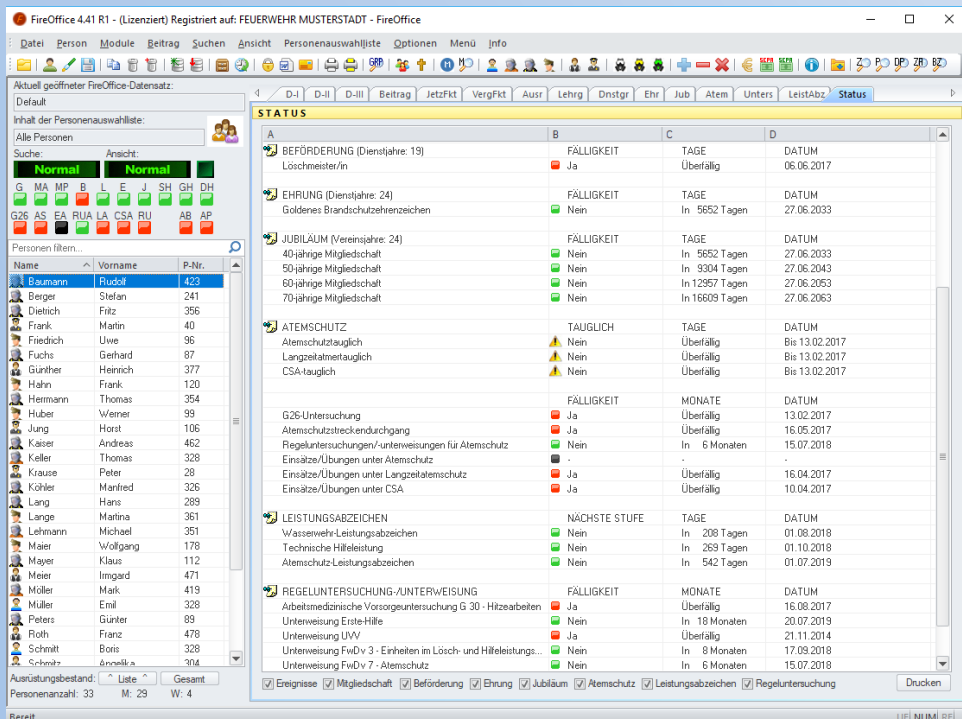 FireOffice 4.41 R1 - (Lizenziert) Registriert auf: FEUERWEHR MUSTERSTADT - FireOffice
Datei Person Module Beitrag Suchen Ansicht Personenauswahlliste Optionen Menü Info
Aktuell geöffneter FireOffice-Datensatz:
Default
Inhalt der Personenauswahlliste:
Alle Personen
Suche: Ansicht:
Normal Normal
G MA MP B L E J SH GH DH
G26 AS EA RUA LA CSA RU AB AP
Personen filtern...
Name Vorname P-Nr.
Baumann Rudolf 423
Berger Stefan 241
Dietrich Fritz 356
Frank Martin 40
Friedrich Uwe 96
Fuchs Gerhard 87
Günther Heinrich 377
Hahn Frank 120
Herrmann Thomas 354
Huber Werner 99
Jung Horst 106
Kaiser Andreas 462
Keller Thomas 328
Krause Peter 28
Köhler Manfred 326
Lang Hans 289
Lange Martina 361
Lehmann Michael 351
Maier Wolfgang 178
Mayer Klaus 112
Meier Irmgard 471
Möller Mark 419
Müller Emil 328
Peters Günter 89
Roth Franz 478
Schmitt Boris 328
Schmitz Angelika 304
Ausrüstungsbestand: ^ Liste ^ Gesamt
Personenanzahl: 33 M: 29 W: 4
D-I D-II D-III Beitrag JetzFkt VergFkt Ausr Lehrg Dnstgr Ehr Jub Atem Unters LeistAbz Status
STATUS
A B C D
BEFÖRDERUNG (Dienstjahre: 19) FÄLLIGKEIT TAGE DATUM
Löschmeister/in Ja Überfällig 06.06.2017
EHRUNG (Dienstjahre: 24) FÄLLIGKEIT TAGE DATUM
Goldenes Brandschutzehrenzeichen Nein In 5652 Tagen 27.06.2033
JUBILÄUM (Vereinsjahre: 24) FÄLLIGKEIT TAGE DATUM
40-jährige Mitgliedschaft Nein In 5652 Tagen 27.06.2033
50-jährige Mitgliedschaft Nein In 9304 Tagen 27.06.2043
60-jährige Mitgliedschaft Nein In 12957 Tagen 27.06.2053
70-jährige Mitgliedschaft Nein In 16609 Tagen 27.06.2063
ATEMSCHUTZ TAUGLICH TAGE DATUM
Atemschutztauglich Nein Überfällig Bis 13.02.2017
Langzeitatmertauglich Nein Überfällig Bis 13.02.2017
CSA-tauglich Nein Überfällig Bis 13.02.2017
FÄLLIGKEIT MONATE DATUM
G26-Untersuchung Ja Überfällig 13.02.2017
Atemschutzstreckendurchgang Ja Überfällig 16.05.2017
Regeluntersuchungen/-unterweisungen für Atemschutz Nein In 6 Monaten 15.07.2018
Einsätze/Übungen unter Atemschutz - - -
Einsätze/Übungen unter Langzeitatemschutz Ja Überfällig 16.04.2017
Einsätze/Übungen unter CSA Ja Überfällig 10.04.2017
LEISTUNGSABZEICHEN NÄCHSTE STUFE TAGE DATUM
Wasserwehr-Leistungsabzeichen Nein In 208 Tagen 01.08.2018
Technische Hilfeleistung Nein In 269 Tagen 01.10.2018
Atemschutz-Leistungsabzeichen Nein In 542 Tagen 01.07.2019
REGELUNTERSUCHUNG-/UNTERWEISUNG FÄLLIGKEIT MONATE DATUM
Arbeitsmedizinische Vorsorgeuntersuchung G 30 - Hitzearbeiten Ja Überfällig 16.08.2017
Unterweisung Erste-Hilfe Nein In 18 Monaten 20.07.2019
Unterweisung UVV Ja Überfällig 21.11.2014
Unterweisung FwDv 3 - Einheiten im Lösch- und Hilfeleistungs... Nein In 8 Monaten 17.09.2018
Unterweisung FwDv 7 - Atemschutz Nein In 6 Monaten 15.07.2018
Ereignisse Mitgliedschaft Beförderung Ehrung Jubiläum Atemschutz Leistungsabzeichen Regeluntersuchung Drucken
Bereit UF NUM RF